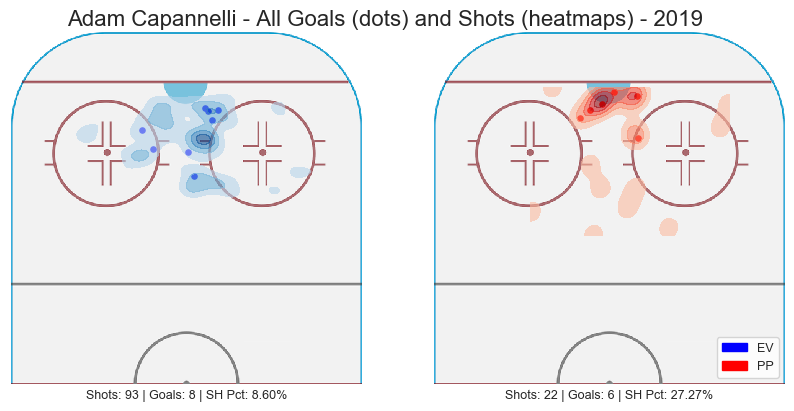 Adam Capannelli - All Goals (dots) and Shots (heatmaps) - 2019
EV
PP
Shots: 93 | Goals: 8 | SH Pct: 8.60%
Shots: 22 | Goals: 6 | SH Pct: 27.27%